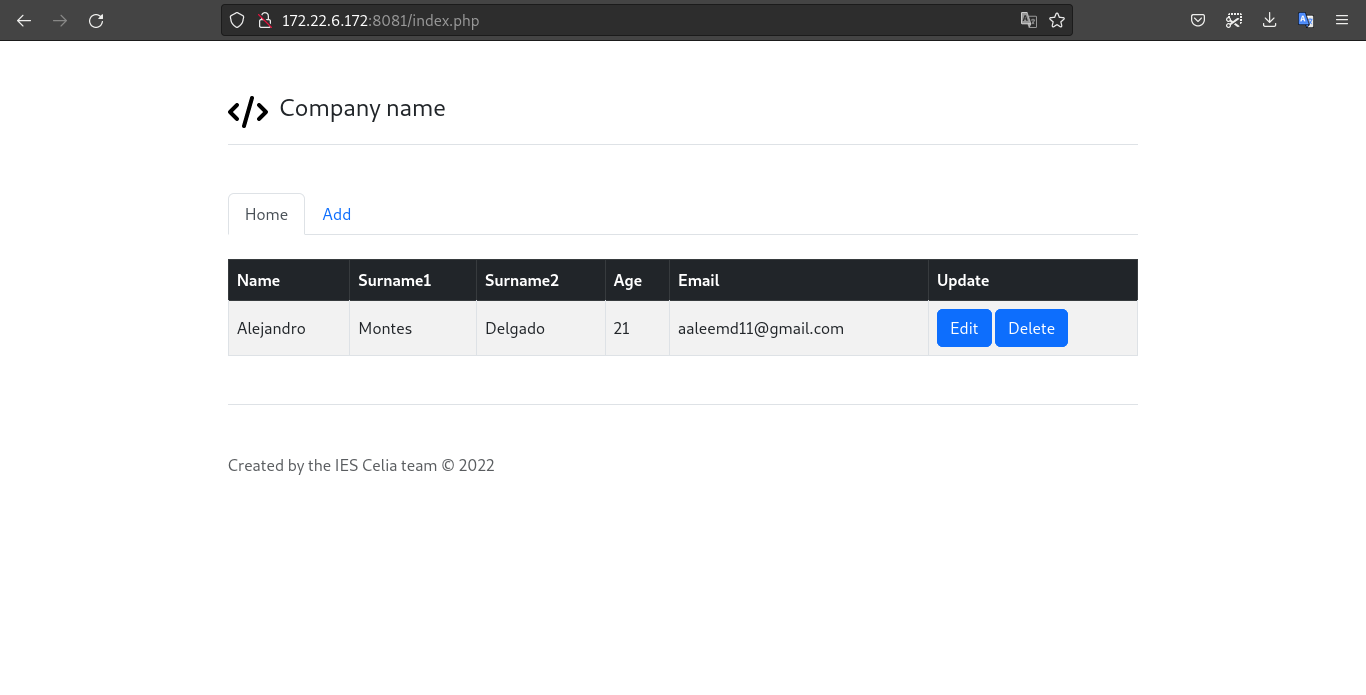 172.22.6.172:8081/index.php
</> Company name
Home Add
Name Surname1 Surname2 Age Email Update
Alejandro Montes Delgado 21 aaleemd11@gmail.com Edit Delete
Created by the IES Celia team © 2022